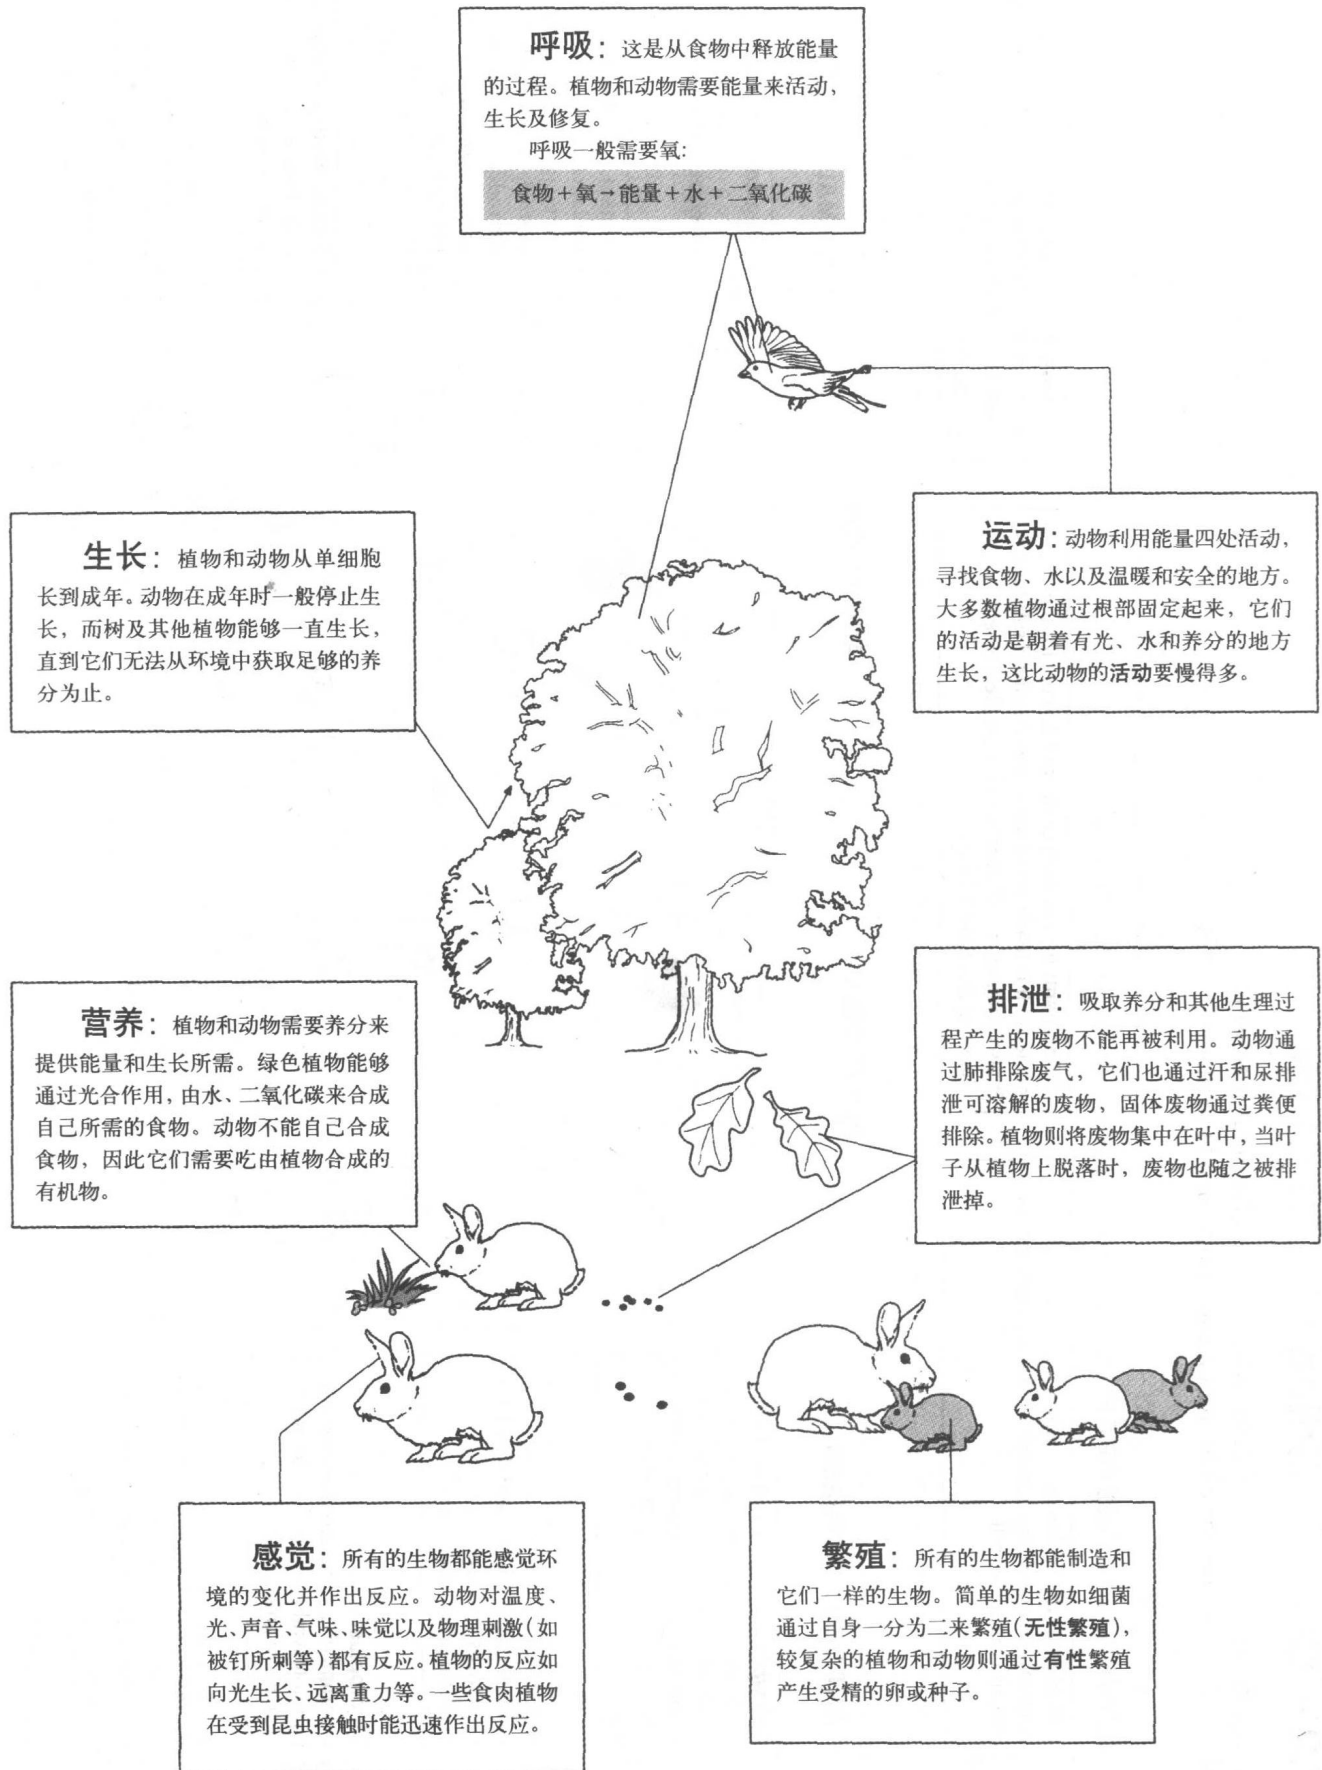 呼吸：这是从食物中释放能量
的过程。植物和动物需要能量来活动，
生长及修复。
呼吸一般需要氧：
食物＋氧→能量＋水＋二氧化碳
生长：植物和动物从单细胞
长到成年。动物在成年时一般停止生
长，而树及其他植物能够一直生长，
直到它们无法从环境中获取足够的养
分为止。
运动：动物利用能量四处活动，
寻找食物、水以及温暖和安全的地方。
大多数植物通过根部固定起来，它们
的活动是朝着有光、水和养分的地方
生长，这比动物的活动要慢得多。
营养：植物和动物需要养分来
提供能量和生长所需。绿色植物能够
通过光合作用，由水、二氧化碳来合成
自己所需的食物。动物不能自己合成
食物，因此它们需要吃由植物合成的
有机物。
排泄：吸取养分和其他生理过
程产生的废物不能再被利用。动物通
过肺排除废气，它们也通过汗和尿排
泄可溶解的废物，固体废物通过粪便
排除。植物则将废物集中在叶中，当叶
子从植物上脱落时，废物也随之被排
泄掉。
感觉：所有的生物都能感觉环
境的变化并作出反应。动物对温度、
光、声音、气味、味觉以及物理刺激（如
被钉所刺等）都有反应。植物的反应如
向光生长、远离重力等。一些食肉植物
在受到昆虫接触时能迅速作出反应。
繁殖：所有的生物都能制造和
它们一样的生物。简单的生物如细菌
通过自身一分为二来繁殖（无性繁殖），
较复杂的植物和动物则通过有性繁殖
产生受精的卵或种子。